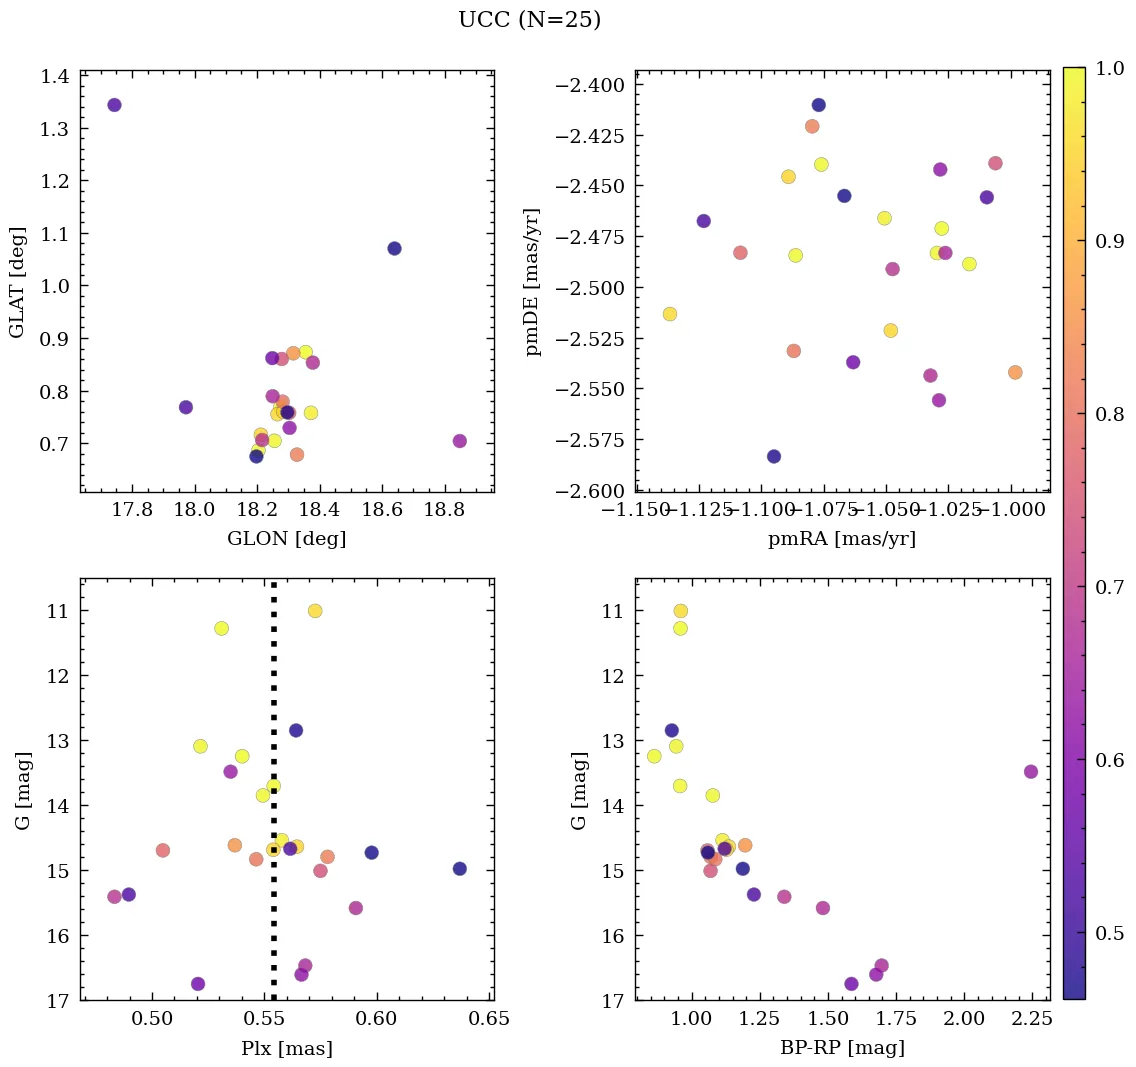 UCC (N=25)
1.4
1.3
1.2
1.1
1.0
0.9
0.8
0.7
GLAT [deg]
17.8 18.0 18.2 18.4 18.6 18.8
GLON [deg]
−2.400
−2.425
−2.450
−2.475
−2.500
−2.525
−2.550
−2.575
−2.600
pmDE [mas/yr]
−1.150 −1.125 −1.100 −1.075 −1.050 −1.025 −1.000
pmRA [mas/yr]
11
12
13
14
15
16
17
G [mag]
0.50 0.55 0.60 0.65
Plx [mas]
11
12
13
14
15
16
17
G [mag]
1.00 1.25 1.50 1.75 2.00 2.25
BP-RP [mag]
1.0
0.9
0.8
0.7
0.6
0.5